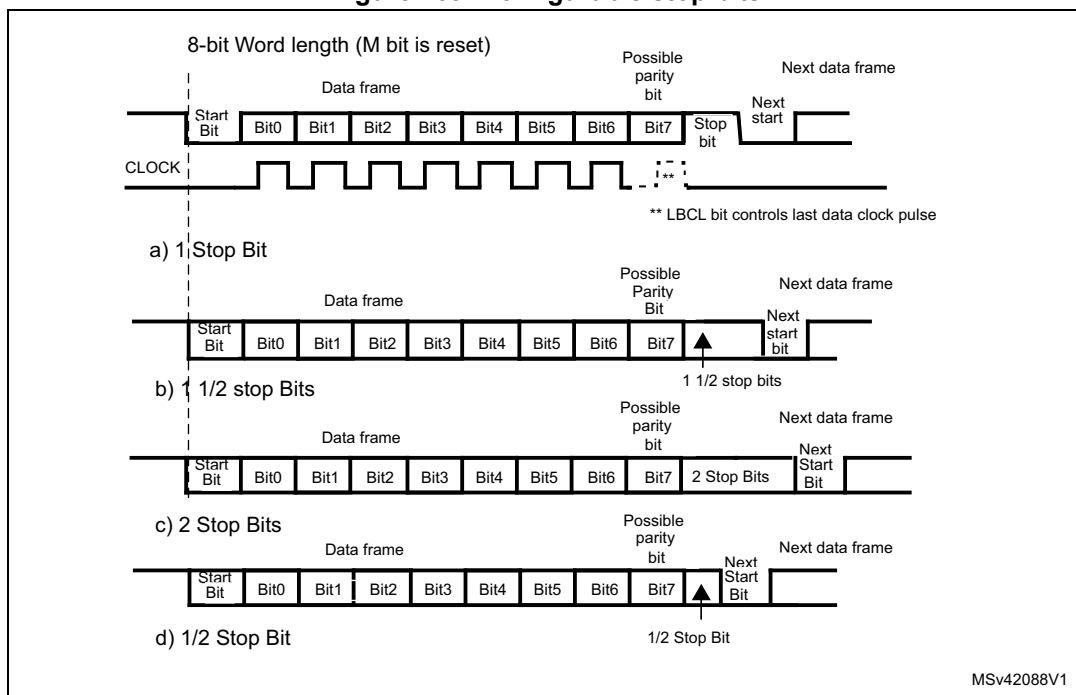 8-bit Word length (M bit is reset)
Data frame
Possible
parity
bit
Next data frame
Start
Bit
Bit0
Bit1
Bit2
Bit3
Bit4
Bit5
Bit6
Bit7
Stop
bit
Next
start
CLOCK
**
** LBCL bit controls last data clock pulse
a) 1 Stop Bit
Data frame
Possible
Parity
Bit
Next data frame
Start
Bit
Bit0
Bit1
Bit2
Bit3
Bit4
Bit5
Bit6
Bit7
Next
start
bit
1 1/2 stop bits
b) 1 1/2 stop Bits
Data frame
Possible
parity
bit
Next data frame
Start
Bit
Bit0
Bit1
Bit2
Bit3
Bit4
Bit5
Bit6
Bit7
2 Stop Bits
Next
Start
Bit
c) 2 Stop Bits
Data frame
Possible
parity
bit
Next data frame
Start
Bit
Bit0
Bit1
Bit2
Bit3
Bit4
Bit5
Bit6
Bit7
Next
Start
Bit
1/2 Stop Bit
d) 1/2 Stop Bit
MSv42088V1